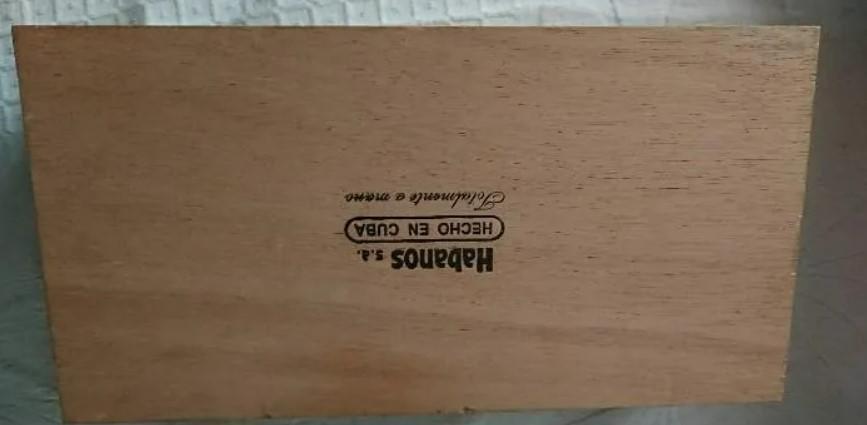 Habanos s.a.
HECHO EN CUBA
Totalmente a mano